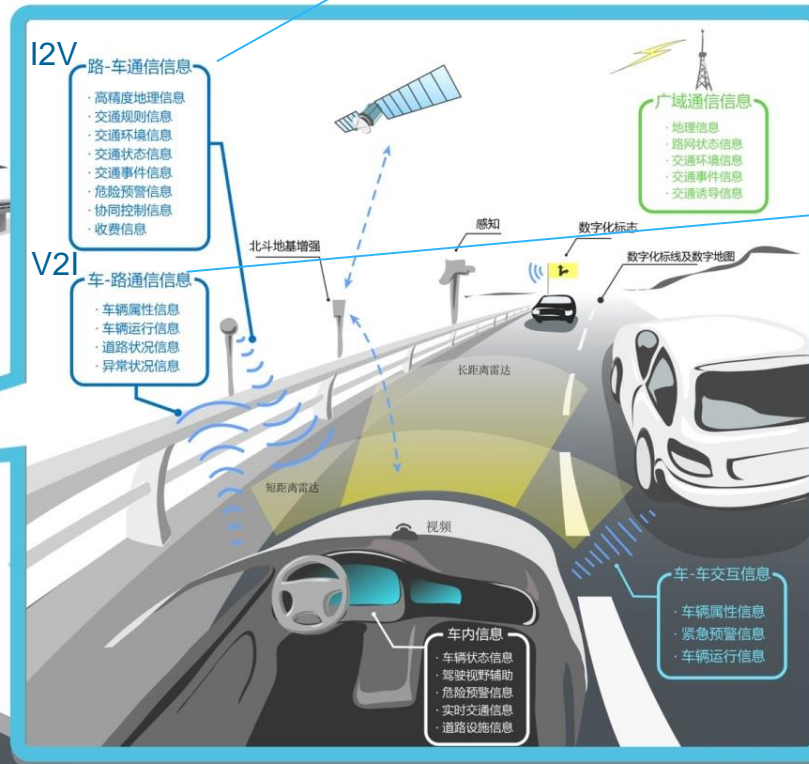 I2V
路-车通信信息
·高精度地理信息
·交通规则信息
·交通环境信息
·交通状态信息
·交通事件信息
·危险预警信息
·协同控制信息
·收费信息
广域通信信息
·地理信息
·路网状态信息
·交通环境信息
·交通事件信息
·交通诱导信息
感知
数字化标志
北斗地基增强
数字化标线及数字地图
V2I
车-路通信信息
·车辆属性信息
·车辆运行信息
·道路状况信息
·异常状况信息
长距离雷达
短距离雷达
视频
车-车交互信息
·车辆属性信息
·紧急预警信息
·车辆运行信息
车内信息
·车辆状态信息
·驾驶视野辅助
·危险预警信息
·实时交通信息
·道路设施信息